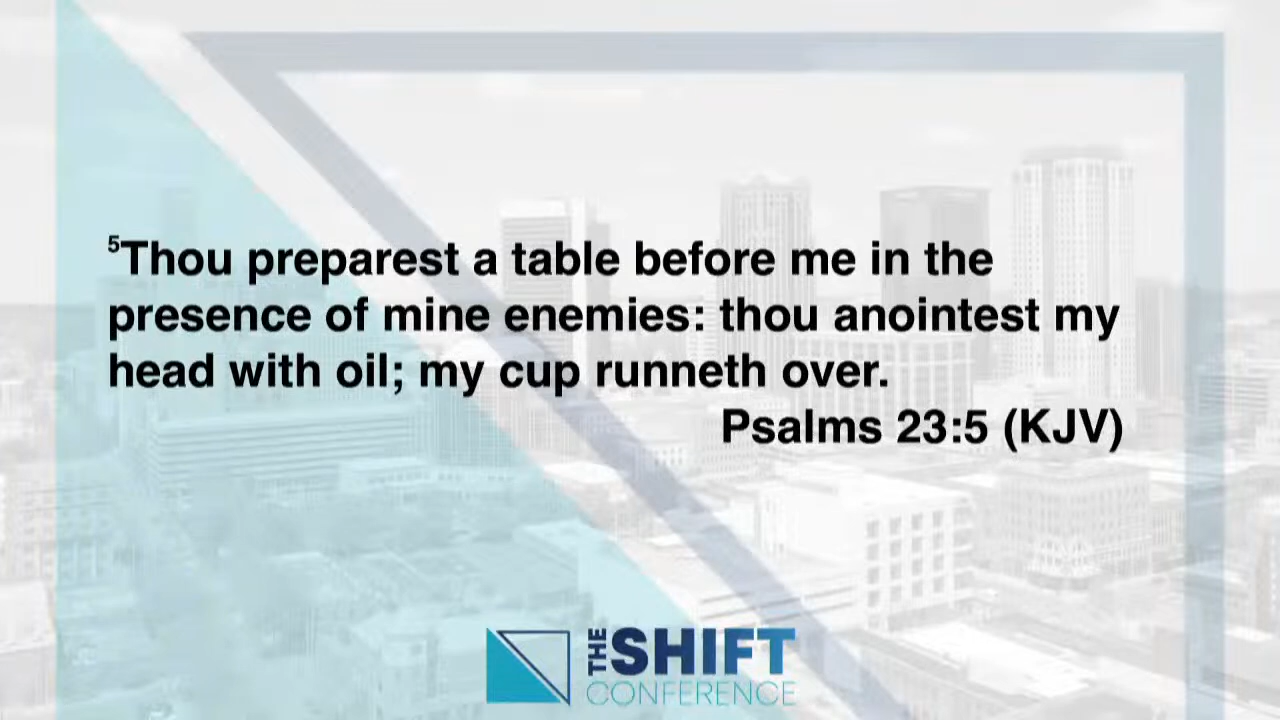 ⁵Thou preparest a table before me in the
presence of mine enemies: thou anointest my
head with oil; my cup runneth over.
Psalms 23:5 (KJV)
THE SHIFT
CONFERENCE